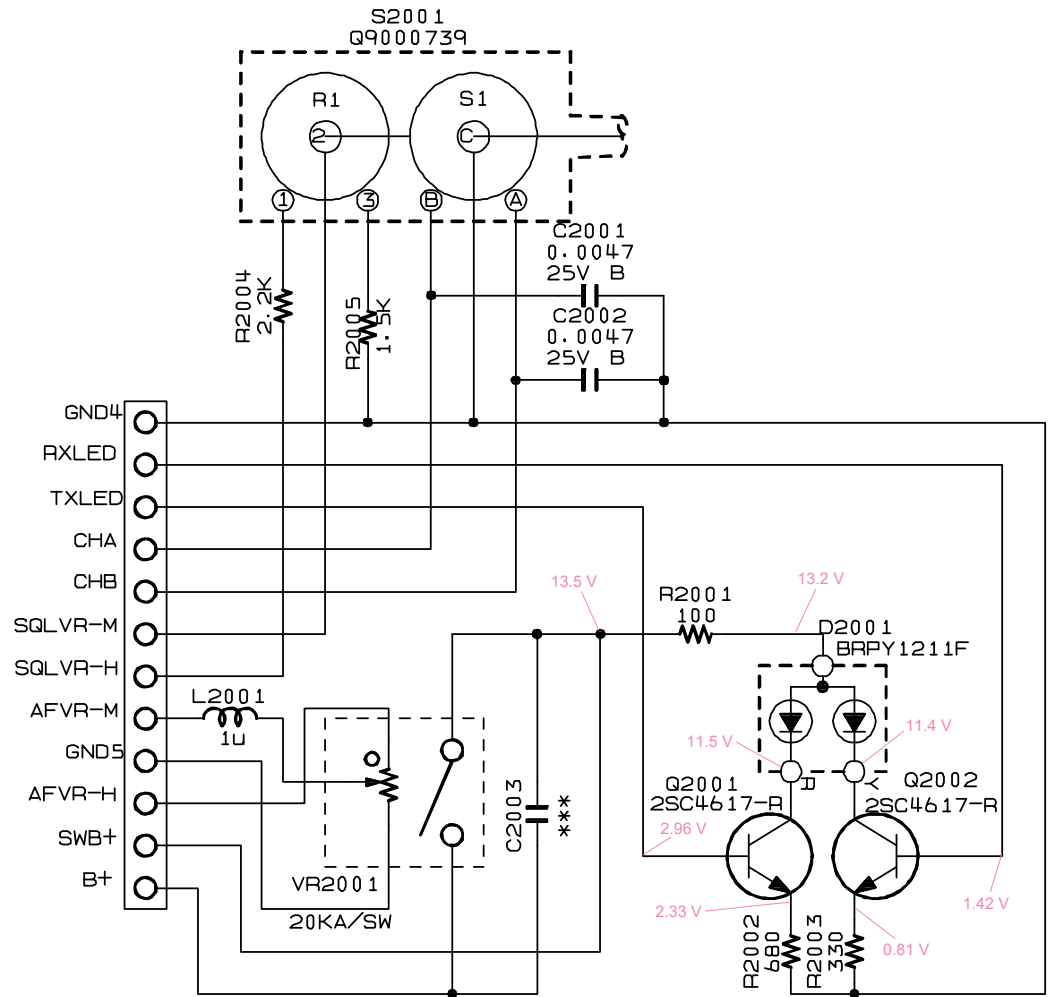 S2001
Q9000739
R1
S1
2
C
1
3
B
A
C2001
0.0047
25V B
R2004
2.2K
R2005
1.5K
C2002
0.0047
25V B
GND4
RXLED
TXLED
CHA
CHB
SQLVR-M
SQLVR-H
AFVR-M
GND5
AFVR-H
SWB+
B+
13.5 V
13.2 V
R2001
100
D2001
BRPY1211F
L2001
1u
11.5 V
11.4 V
R
Y
Q2001
2SC4617-R
Q2002
2SC4617-R
C2003
***
2.96 V
VR2001
20KA/SW
2.33 V
1.42 V
R2002
680
R2003
330
0.81 V